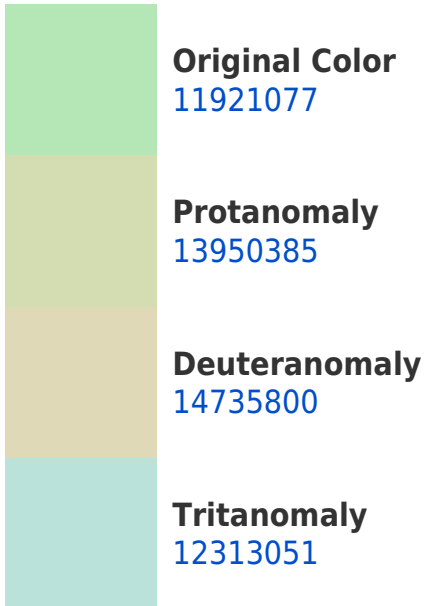 Original Color
11921077
Protanomaly
13950385
Deuteranomaly
14735800
Tritanomaly
12313051